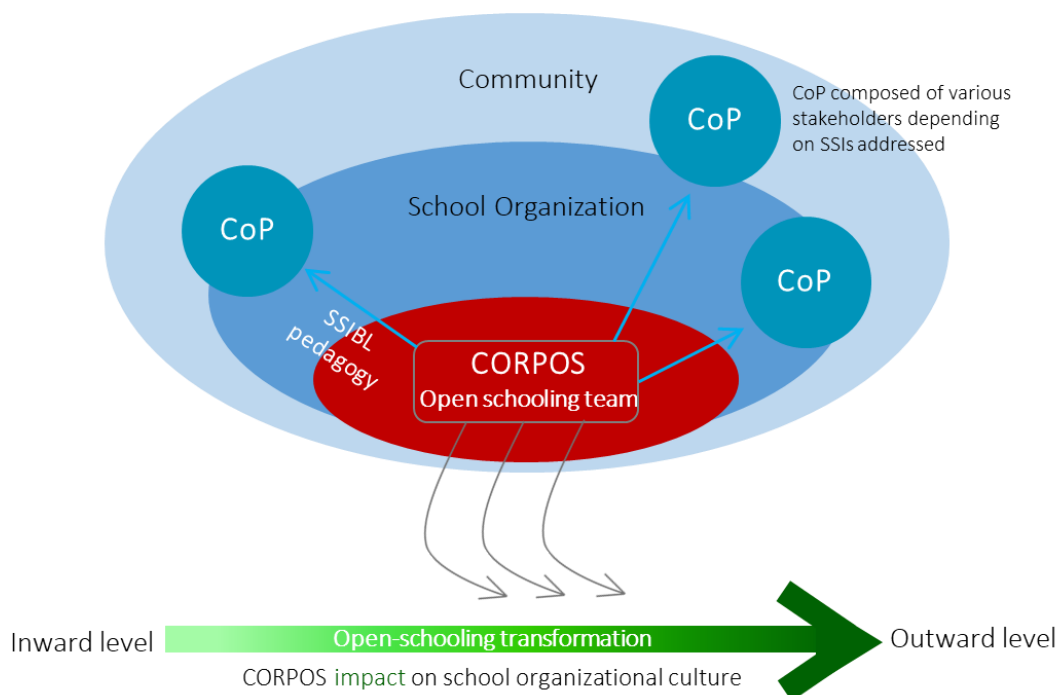 Community
CoP
CoP composed of various
stakeholders depending
on SSIs addressed
School Organization
CoP
CoP
SSIBL
pedagogy
CORPOS
Open schooling team
Inward level
Open-schooling transformation
Outward level
CORPOS impact on school organizational culture